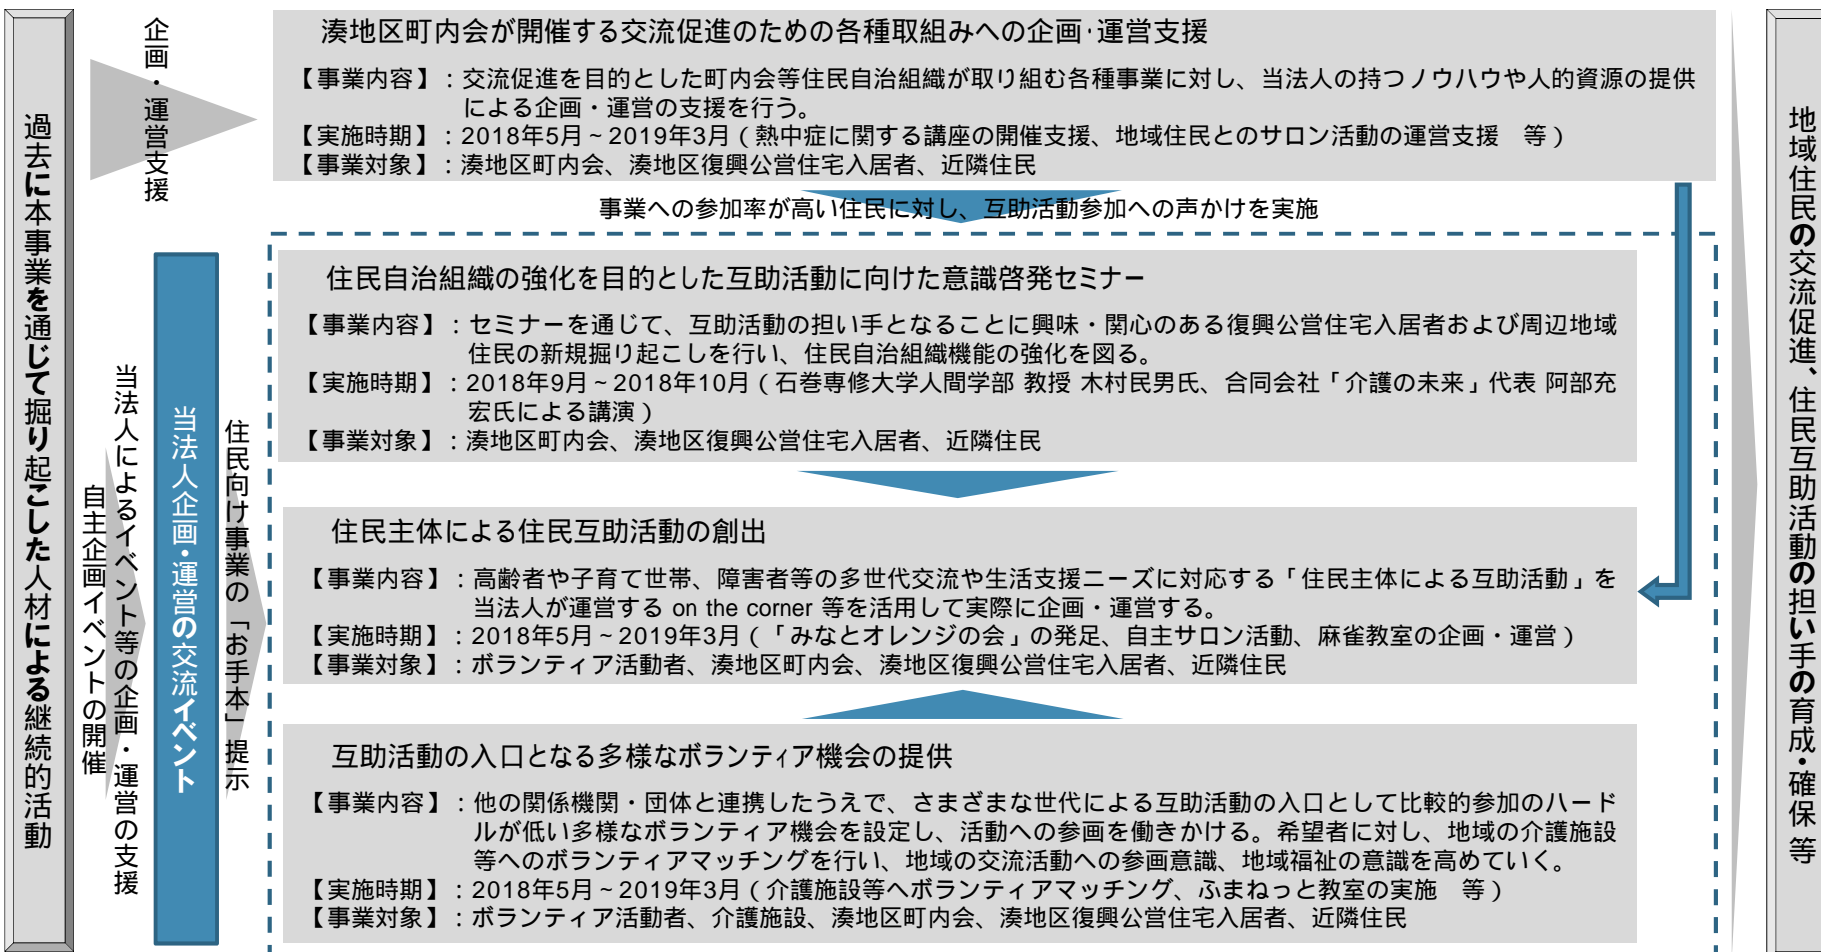 過去に本事業を通じて掘り起こした人材による継続的活動
企画・運営支援
湊地区町内会が開催する交流促進のための各種取組みへの企画・運営支援
【事業内容】：交流促進を目的とした町内会等住民自治組織が取り組む各種事業に対し、当法人の持つノウハウや人的資源の提供
による企画・運営の支援を行う。
【実施時期】：2018年5月～2019年3月（熱中症に関する講座の開催支援、地域住民とのサロン活動の運営支援　等）
【事業対象】：湊地区町内会、湊地区復興公営住宅入居者、近隣住民
事業への参加率が高い住民に対し、互助活動参加への声かけを実施
当法人によるイベント等の企画・運営の支援
自主企画イベントの開催
当法人企画・運営の交流イベント
住民向け事業の「お手本」提示
住民自治組織の強化を目的とした互助活動に向けた意識啓発セミナー
【事業内容】：セミナーを通じて、互助活動の担い手となることに興味・関心のある復興公営住宅入居者および周辺地域
住民の新規掘り起こしを行い、住民自治組織機能の強化を図る。
【実施時期】：2018年9月～2018年10月（石巻専修大学人間学部 教授 木村民男氏、合同会社「介護の未来」代表 阿部充
宏氏による講演）
【事業対象】：湊地区町内会、湊地区復興公営住宅入居者、近隣住民
住民主体による住民互助活動の創出
【事業内容】：高齢者や子育て世帯、障害者等の多世代交流や生活支援ニーズに対応する「住民主体による互助活動」を
当法人が運営する on the corner 等を活用して実際に企画・運営する。
【実施時期】：2018年5月～2019年3月（「みなとオレンジの会」の発足、自主サロン活動、麻雀教室の企画・運営）
【事業対象】：ボランティア活動者、湊地区町内会、湊地区復興公営住宅入居者、近隣住民
互助活動の入口となる多様なボランティア機会の提供
【事業内容】：他の関係機関・団体と連携したうえで、さまざまな世代による互助活動の入口として比較的参加のハード
ルが低い多様なボランティア機会を設定し、活動への参画を働きかける。希望者に対し、地域の介護施設
等へのボランティアマッチングを行い、地域の交流活動への参画意識、地域福祉の意識を高めていく。
【実施時期】：2018年5月～2019年3月（介護施設等へボランティアマッチング、ふまねっと教室の実施　等）
【事業対象】：ボランティア活動者、介護施設、湊地区町内会、湊地区復興公営住宅入居者、近隣住民
地域住民の交流促進、住民互助活動の担い手の育成・確保 等